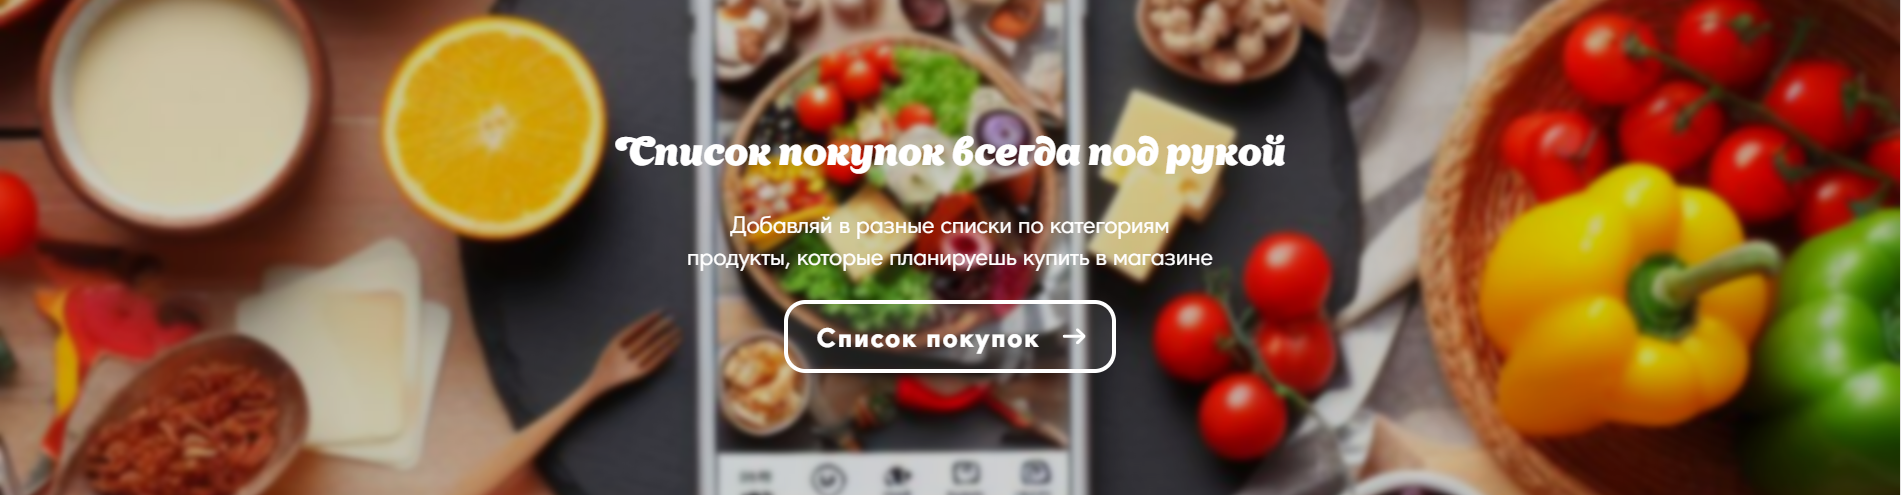 Список покупок всегда под рукой
Добавляй в разные списки по категориям
продукты, которые планируешь купить в магазине
Список покупок →